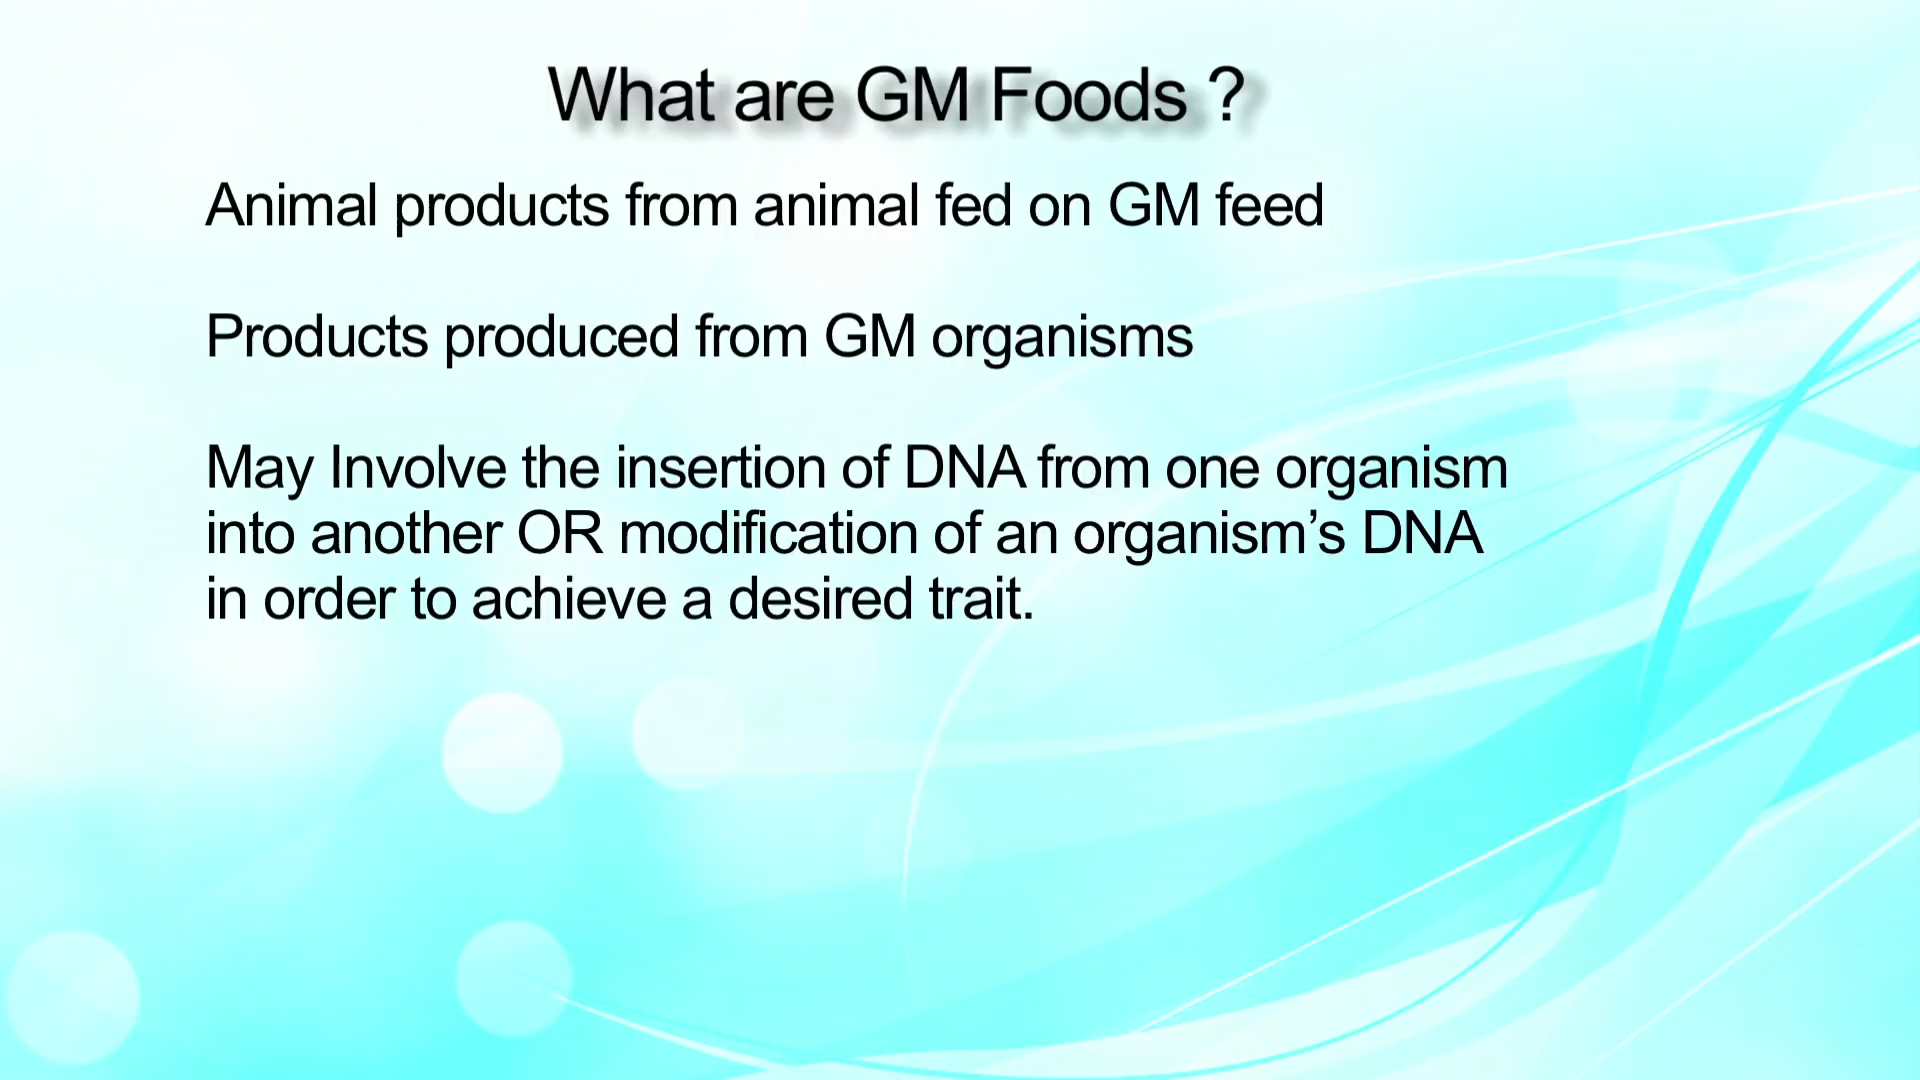 What are GM Foods ?
Animal products from animal fed on GM feed
Products produced from GM organisms
May Involve the insertion of DNA from one organism
into another OR modification of an organism’s DNA
in order to achieve a desired trait.